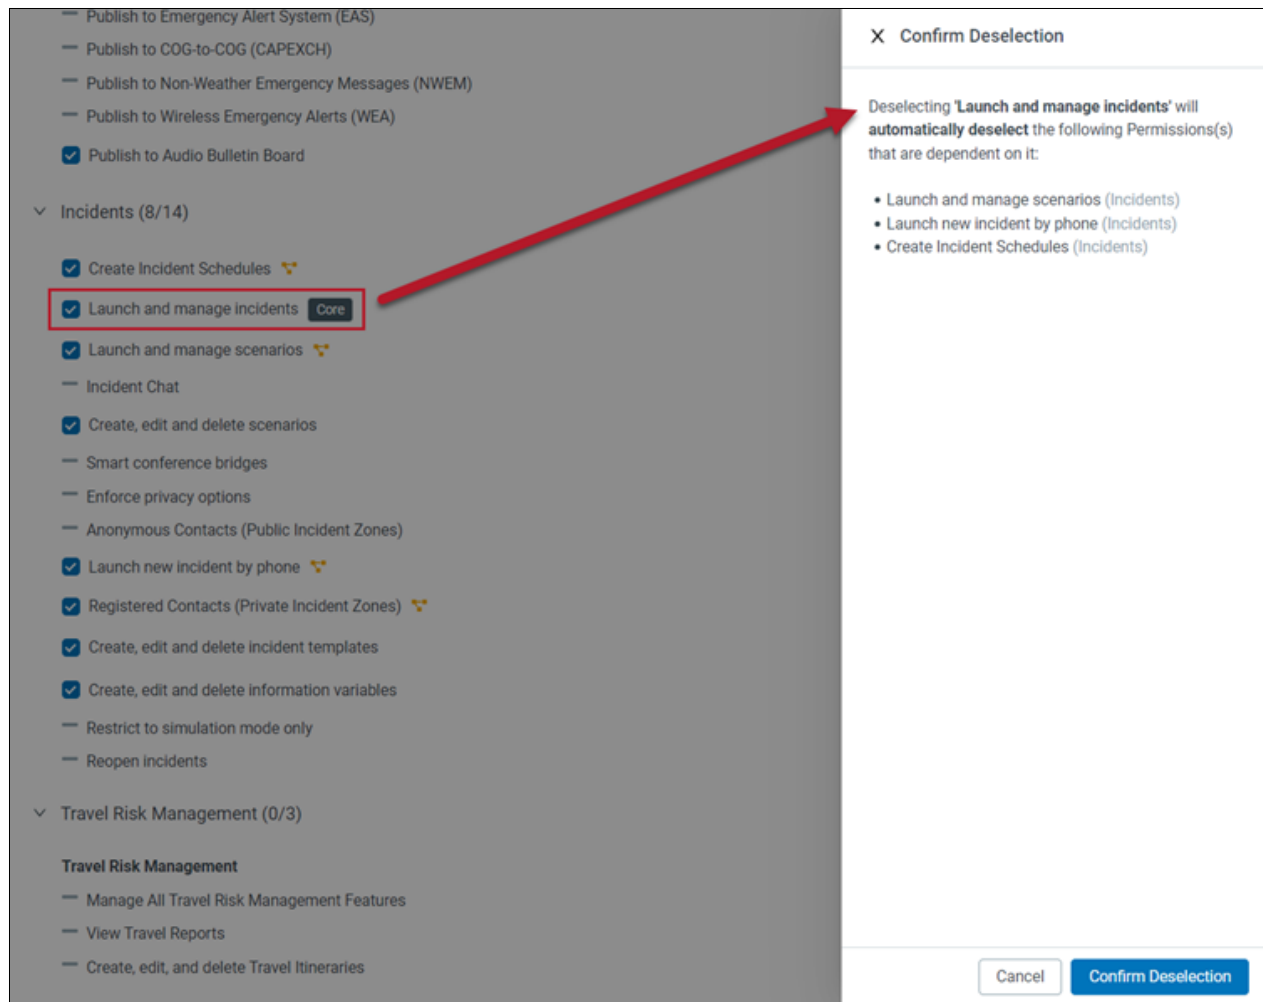 Publish to Emergency Alert System (EAS)
Publish to COG-to-COG (CAPEXCH)
Publish to Non-Weather Emergency Messages (NWEM)
Publish to Wireless Emergency Alerts (WEA)
Publish to Audio Bulletin Board
Incidents (8/14)
Create Incident Schedules
Launch and manage incidents Core
Launch and manage scenarios
Incident Chat
Create, edit and delete scenarios
Smart conference bridges
Enforce privacy options
Anonymous Contacts (Public Incident Zones)
Launch new incident by phone
Registered Contacts (Private Incident Zones)
Create, edit and delete incident templates
Create, edit and delete information variables
Restrict to simulation mode only
Reopen incidents
Travel Risk Management (0/3)
Travel Risk Management
Manage All Travel Risk Management Features
View Travel Reports
Create, edit, and delete Travel Itineraries
X Confirm Deselection
Deselecting 'Launch and manage incidents' will
automatically deselect the following Permissions(s)
that are dependent on it:
• Launch and manage scenarios (Incidents)
• Launch new incident by phone (Incidents)
• Create Incident Schedules (Incidents)
Cancel Confirm Deselection